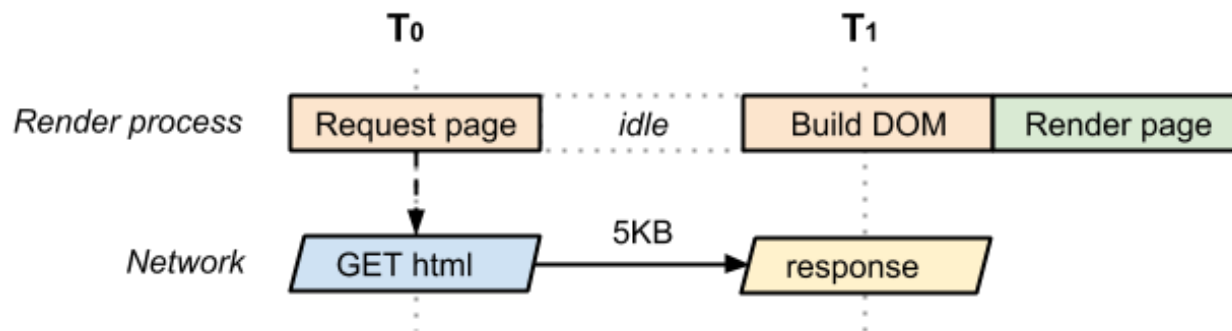 T0 T1
Render process Request page idle Build DOM Render page
5KB
Network GET html response